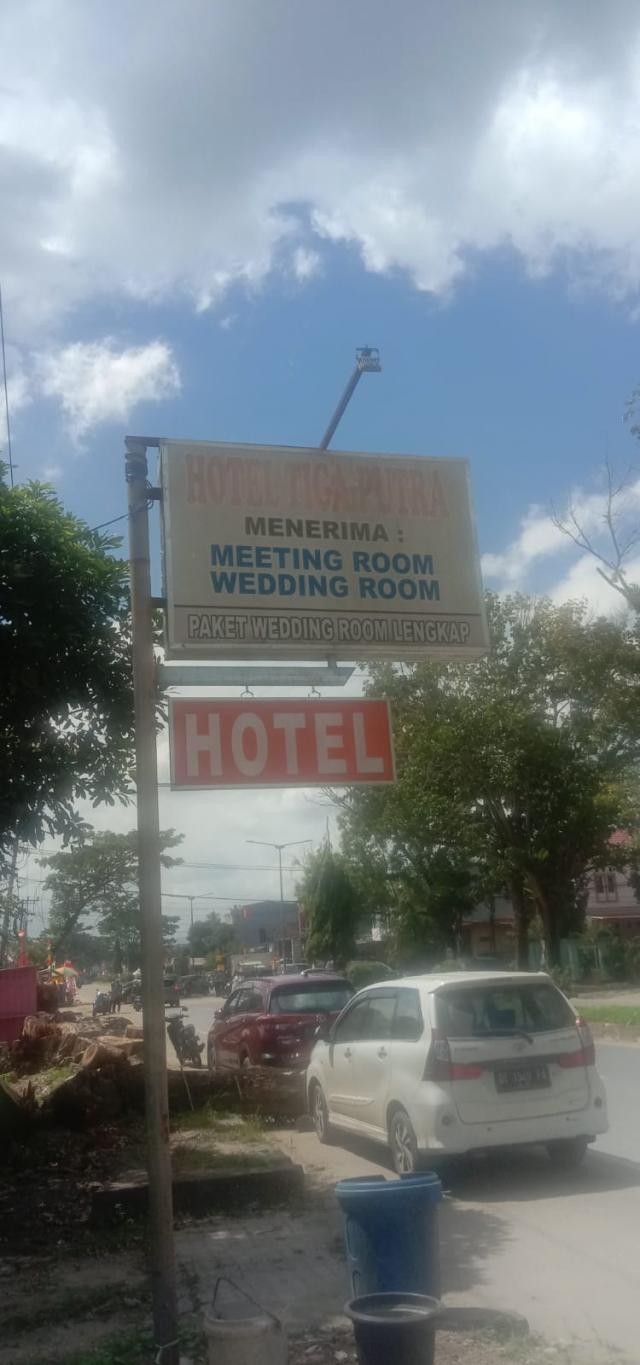 HOTEL TIGA-PUTRA
MENERIMA :
MEETING ROOM
WEDDING ROOM
PAKET WEDDING ROOM LENGKAP
HOTEL